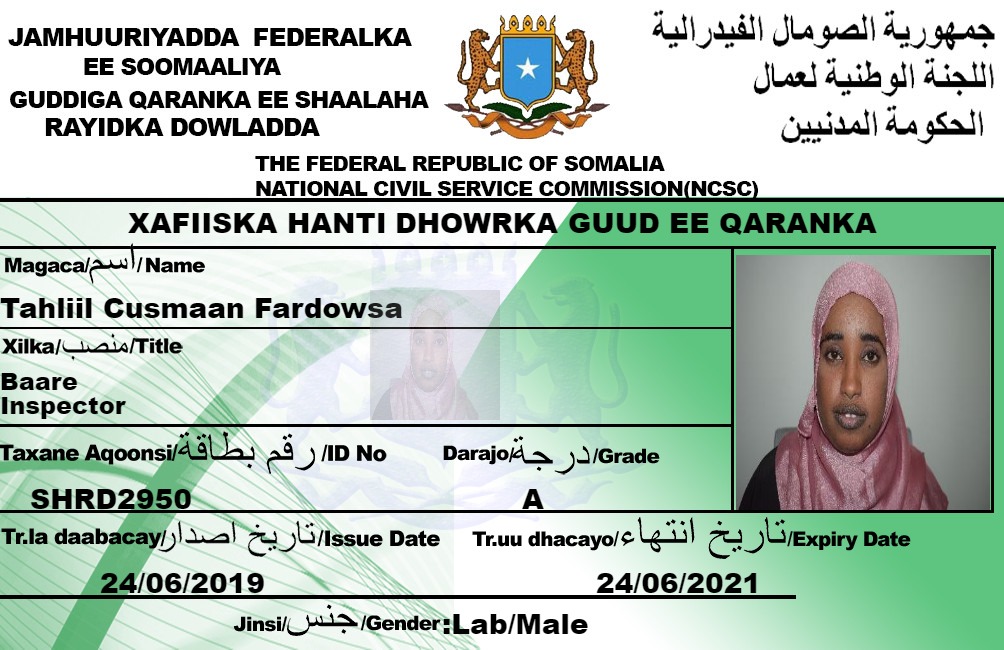 JAMHUURIYADDA FEDERALKA
EE SOOMAALIYA
GUDDIGA QARANKA EE SHAALAHA
RAYIDKA DOWLADDA
جمهورية الصومال الفيدرالية
اللجنة الوطنية لعمال
الحكومة المدنيين
THE FEDERAL REPUBLIC OF SOMALIA
NATIONAL CIVIL SERVICE COMMISSION(NCSC)
XAFIISKA HANTI DHOWRKA GUUD EE QARANKA
Magaca/اسم/Name
Tahliil Cusmaan Fardowsa
Xilka/منصب/Title
Baare
Inspector
Taxane Aqoonsi/رقم بطاقة/ID No Darajo/درجة/Grade
SHRD2950 A
Tr.la daabacay/تاريخ اصدار/Issue Date Tr.uu dhacayo/تاريخ انتهاء/Expiry Date
24/06/2019 24/06/2021
Jinsi/جنس/Gender:Lab/Male